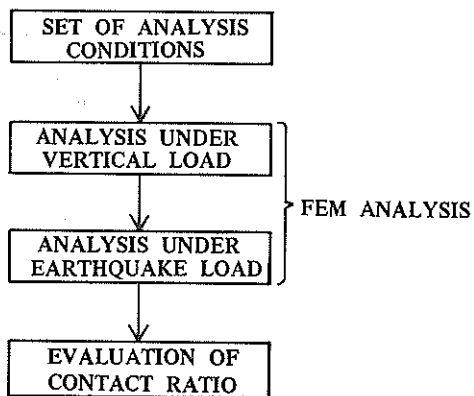 SET OF ANALYSIS
CONDITIONS
ANALYSIS UNDER
VERTICAL LOAD
FEM ANALYSIS
ANALYSIS UNDER
EARTHQUAKE LOAD
EVALUATION OF
CONTACT RATIO